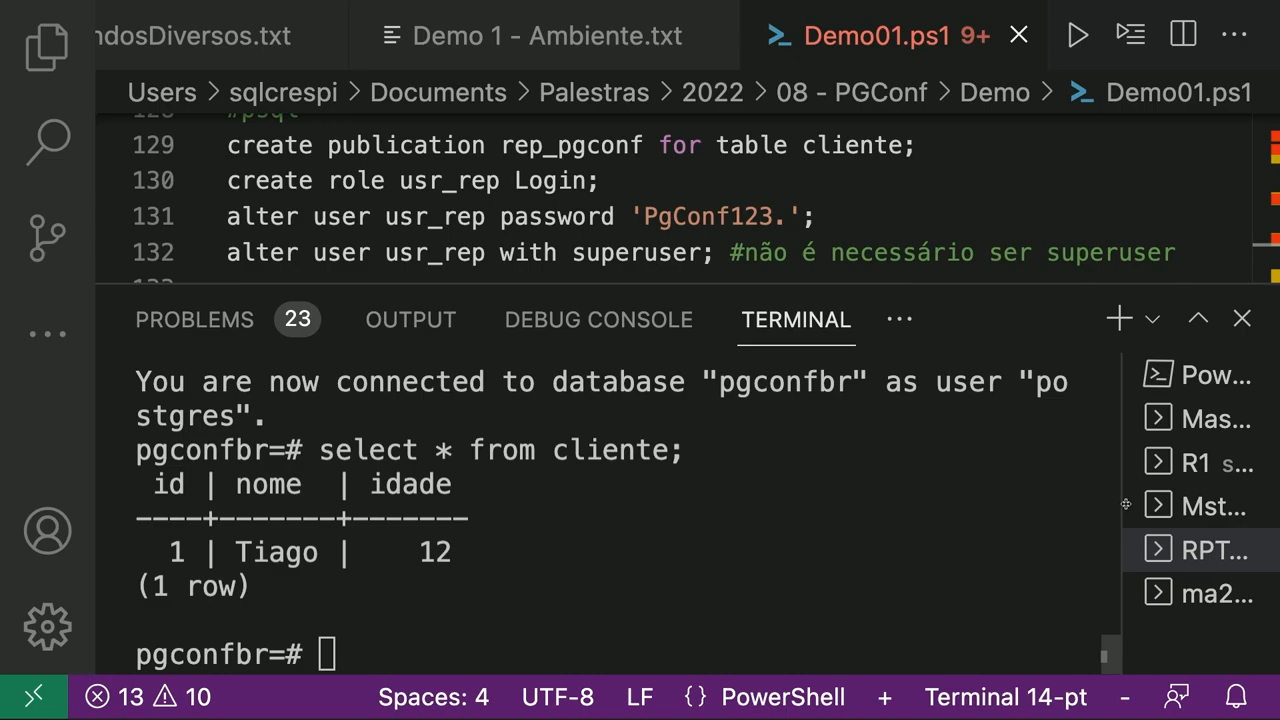 ndosDiversos.txt
Demo 1 - Ambiente.txt
Demo01.ps1 9+
Users > sqlcrespi > Documents > Palestras > 2022 > 08 - PGConf > Demo > Demo01.ps1
128 #psql
129 create publication rep_pgconf for table cliente;
130 create role usr_rep Login;
131 alter user usr_rep password 'PgConf123.';
132 alter user usr_rep with superuser; #não é necessário ser superuser
133
PROBLEMS 23 OUTPUT DEBUG CONSOLE TERMINAL ...
You are now connected to database "pgconfbr" as user "po
stgres".
pgconfbr=# select * from cliente;
id | nome | idade
----+-------+-------
1 | Tiago | 12
(1 row)
pgconfbr=#
Pow...
Mas...
R1 s...
Mst...
RPT...
ma2...
13 10 Spaces: 4 UTF-8 LF {} PowerShell + Terminal 14-pt -